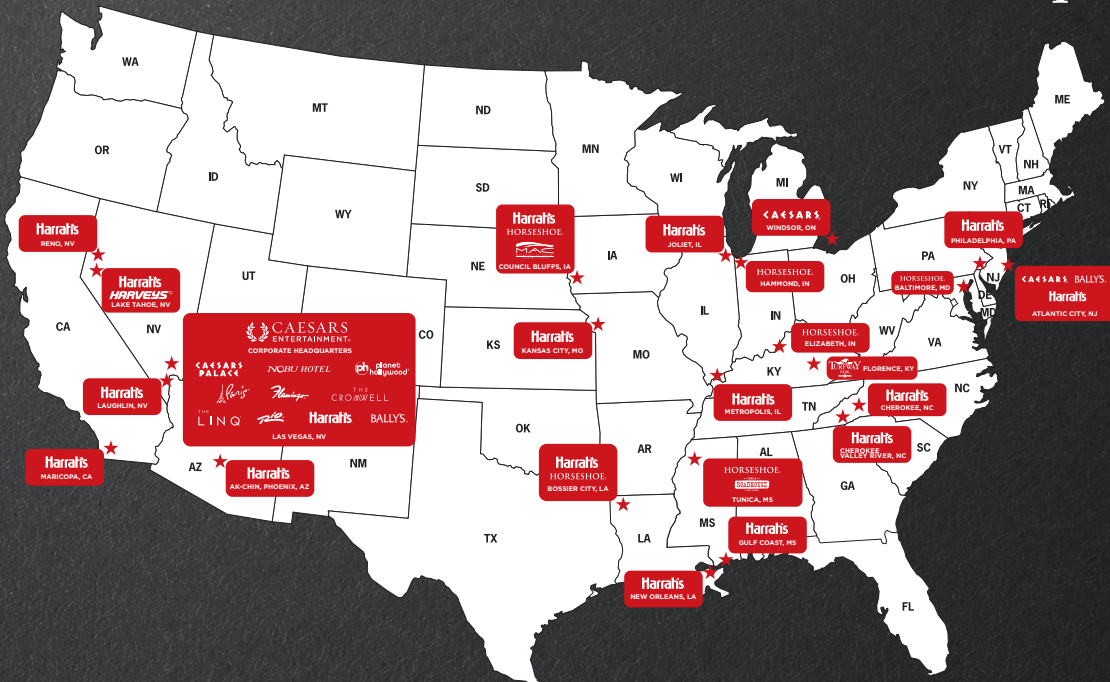 WA
MT
ND
MN
ME
OR
ID
SD
WI
MI
VT
NH
NY
MA
CT
RI
WY
NE
IA
PA
NJ
OH
DE
MD
UT
CO
IL
IN
WV
VA
CA
NV
KS
MO
KY
NC
TN
OK
AR
SC
AZ
NM
AL
GA
MS
TX
LA
FL
Harrah's
RENO, NV
Harrah's
HARVEYS®
LAKE TAHOE, NV
CAESARS
ENTERTAINMENT
CORPORATE HEADQUARTERS
CAESARS PALACE
NOBU HOTEL
ph planet hollywood
Paris
Flamingo
THE CROMWELL
THE LINQ
Rio
Harrah's
BALLY'S.
LAS VEGAS, NV
Harrah's
LAUGHLIN, NV
Harrah's
MARICOPA, CA
Harrah's
AK-CHIN, PHOENIX, AZ
Harrah's
HORSESHOE.
MAC
COUNCIL BLUFFS, IA
Harrah's
KANSAS CITY, MO
Harrah's
HORSESHOE.
BOSSIER CITY, LA
Harrah's
JOLIET, IL
CAESARS
WINDSOR, ON
HORSESHOE.
HAMMOND, IN
HORSESHOE.
ELIZABETH, IN
TURFWAY PARK
FLORENCE, KY
Harrah's
METROPOLIS, IL
Harrah's
CHEROKEE, NC
Harrah's
CHEROKEE
VALLEY RIVER, NC
HORSESHOE.
ROADHOUSE
TUNICA, MS
Harrah's
GULF COAST, MS
Harrah's
NEW ORLEANS, LA
Harrah's
PHILADELPHIA, PA
HORSESHOE.
BALTIMORE, MD
CAESARS BALLY'S.
Harrah's
ATLANTIC CITY, NJ